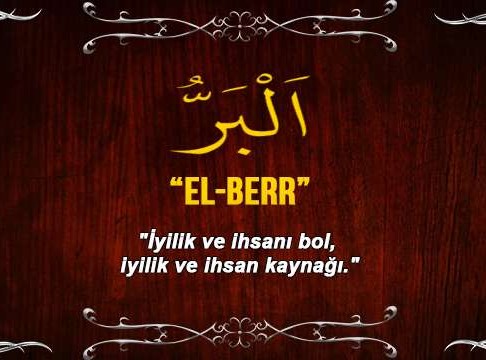 اَلْبَرُّ
“EL-BERR”
"İyilik ve ihsanı bol,
iyilik ve ihsan kaynağı."